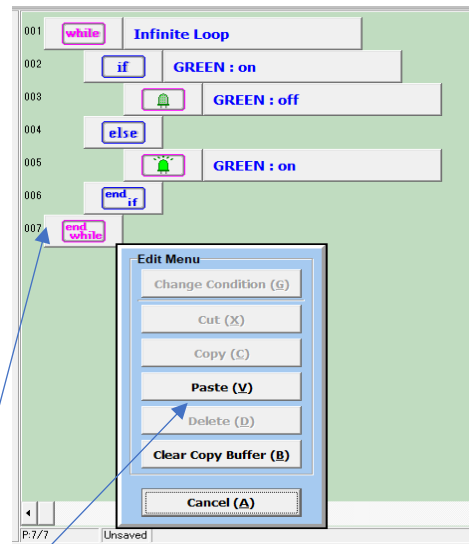 001 while Infinite Loop
002 if GREEN : on
003 GREEN : off
004 else
005 GREEN : on
006 end if
007 end while
Edit Menu
Change Condition (G)
Cut (X)
Copy (C)
Paste (V)
Delete (D)
Clear Copy Buffer (B)
Cancel (A)
P:7/7 Unsaved